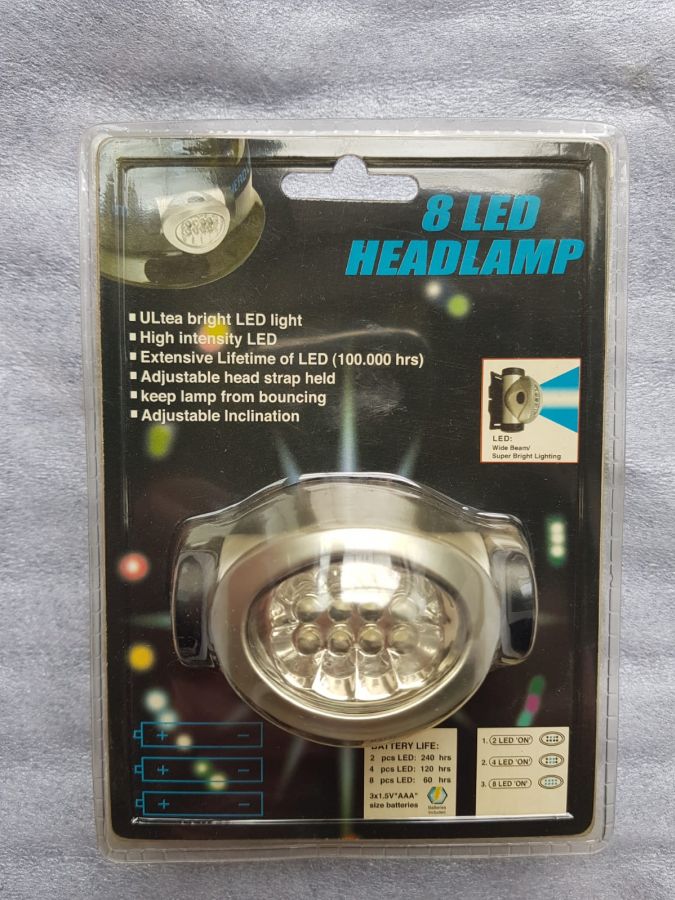 8 LED
HEADLAMP
ULtea bright LED light
High intensity LED
Extensive Lifetime of LED (100.000 hrs)
Adjustable head strap held
keep lamp from bouncing
Adjustable Inclination
LED:
Wide Beam/
Super Bright Lighting
BATTERY LIFE:
2 pcs LED: 240 hrs
4 pcs LED: 120 hrs
8 pcs LED: 60 hrs
3x1.5V"AAA"
size batteries
Batteries
Included
1. 2 LED 'ON'
2. 4 LED 'ON'
3. 8 LED 'ON'
+ −
+ −
+ −